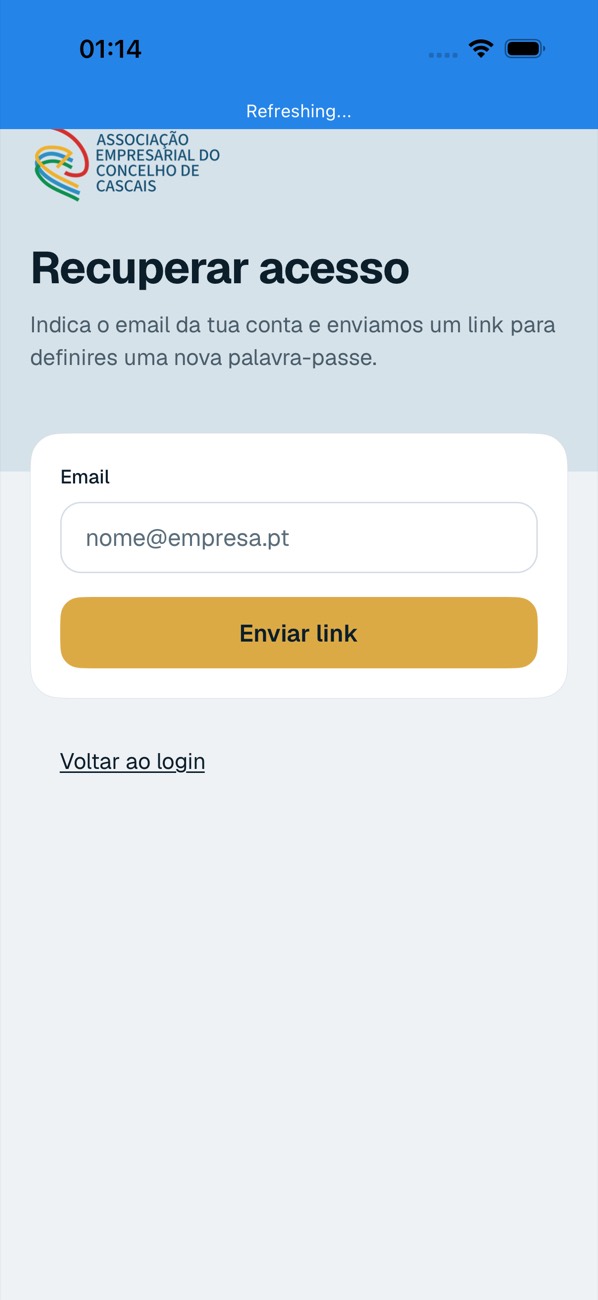 01:14
Refreshing...
ASSOCIAÇÃO
EMPRESARIAL DO
CONCELHO DE
CASCAIS
Recuperar acesso
Indica o email da tua conta e enviamos um link para
definires uma nova palavra-passe.
Email
nome@empresa.pt
Enviar link
Voltar ao login